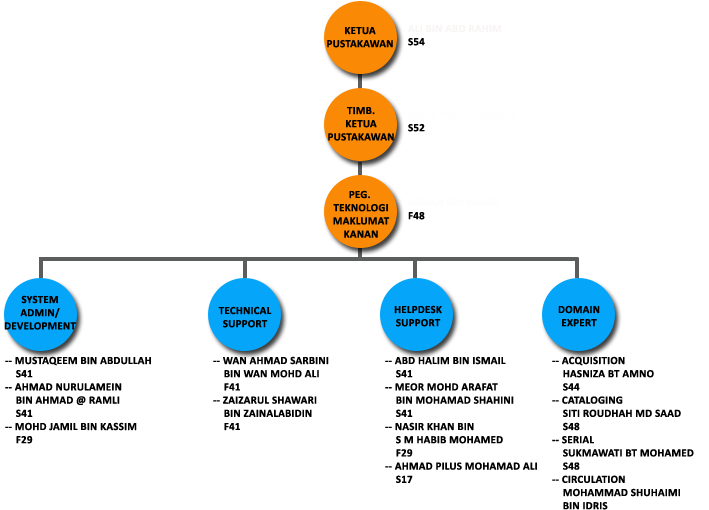 KETUA
PUSTAKAWAN
ALI BIN ABD RAHIM
S54
TIMB.
KETUA
PUSTAKAWAN
S52
PEG.
TEKNOLOGI
MAKLUMAT
KANAN
F48
SYSTEM
ADMIN/
DEVELOPMENT
-- MUSTAQEEM BIN ABDULLAH
S41
-- AHMAD NURULAMEIN
BIN AHMAD @ RAMLI
S41
-- MOHD JAMIL BIN KASSIM
F29
TECHNICAL
SUPPORT
-- WAN AHMAD SARBINI
BIN WAN MOHD ALI
F41
-- ZAIZARUL SHAWARI
BIN ZAINALABIDIN
F41
HELPDESK
SUPPORT
-- ABD HALIM BIN ISMAIL
S41
-- MEOR MOHD ARAFAT
BIN MOHAMAD SHAHINI
S41
-- NASIR KHAN BIN
S M HABIB MOHAMED
F29
-- AHMAD PILUS MOHAMAD ALI
S17
DOMAIN
EXPERT
-- ACQUISITION
HASNIZA BT AMNO
S44
-- CATALOGING
SITI ROUDHAH MD SAAD
S48
-- SERIAL
SUKMAWATI BT MOHAMED
S48
-- CIRCULATION
MOHAMMAD SHUHAIMI
BIN IDRIS